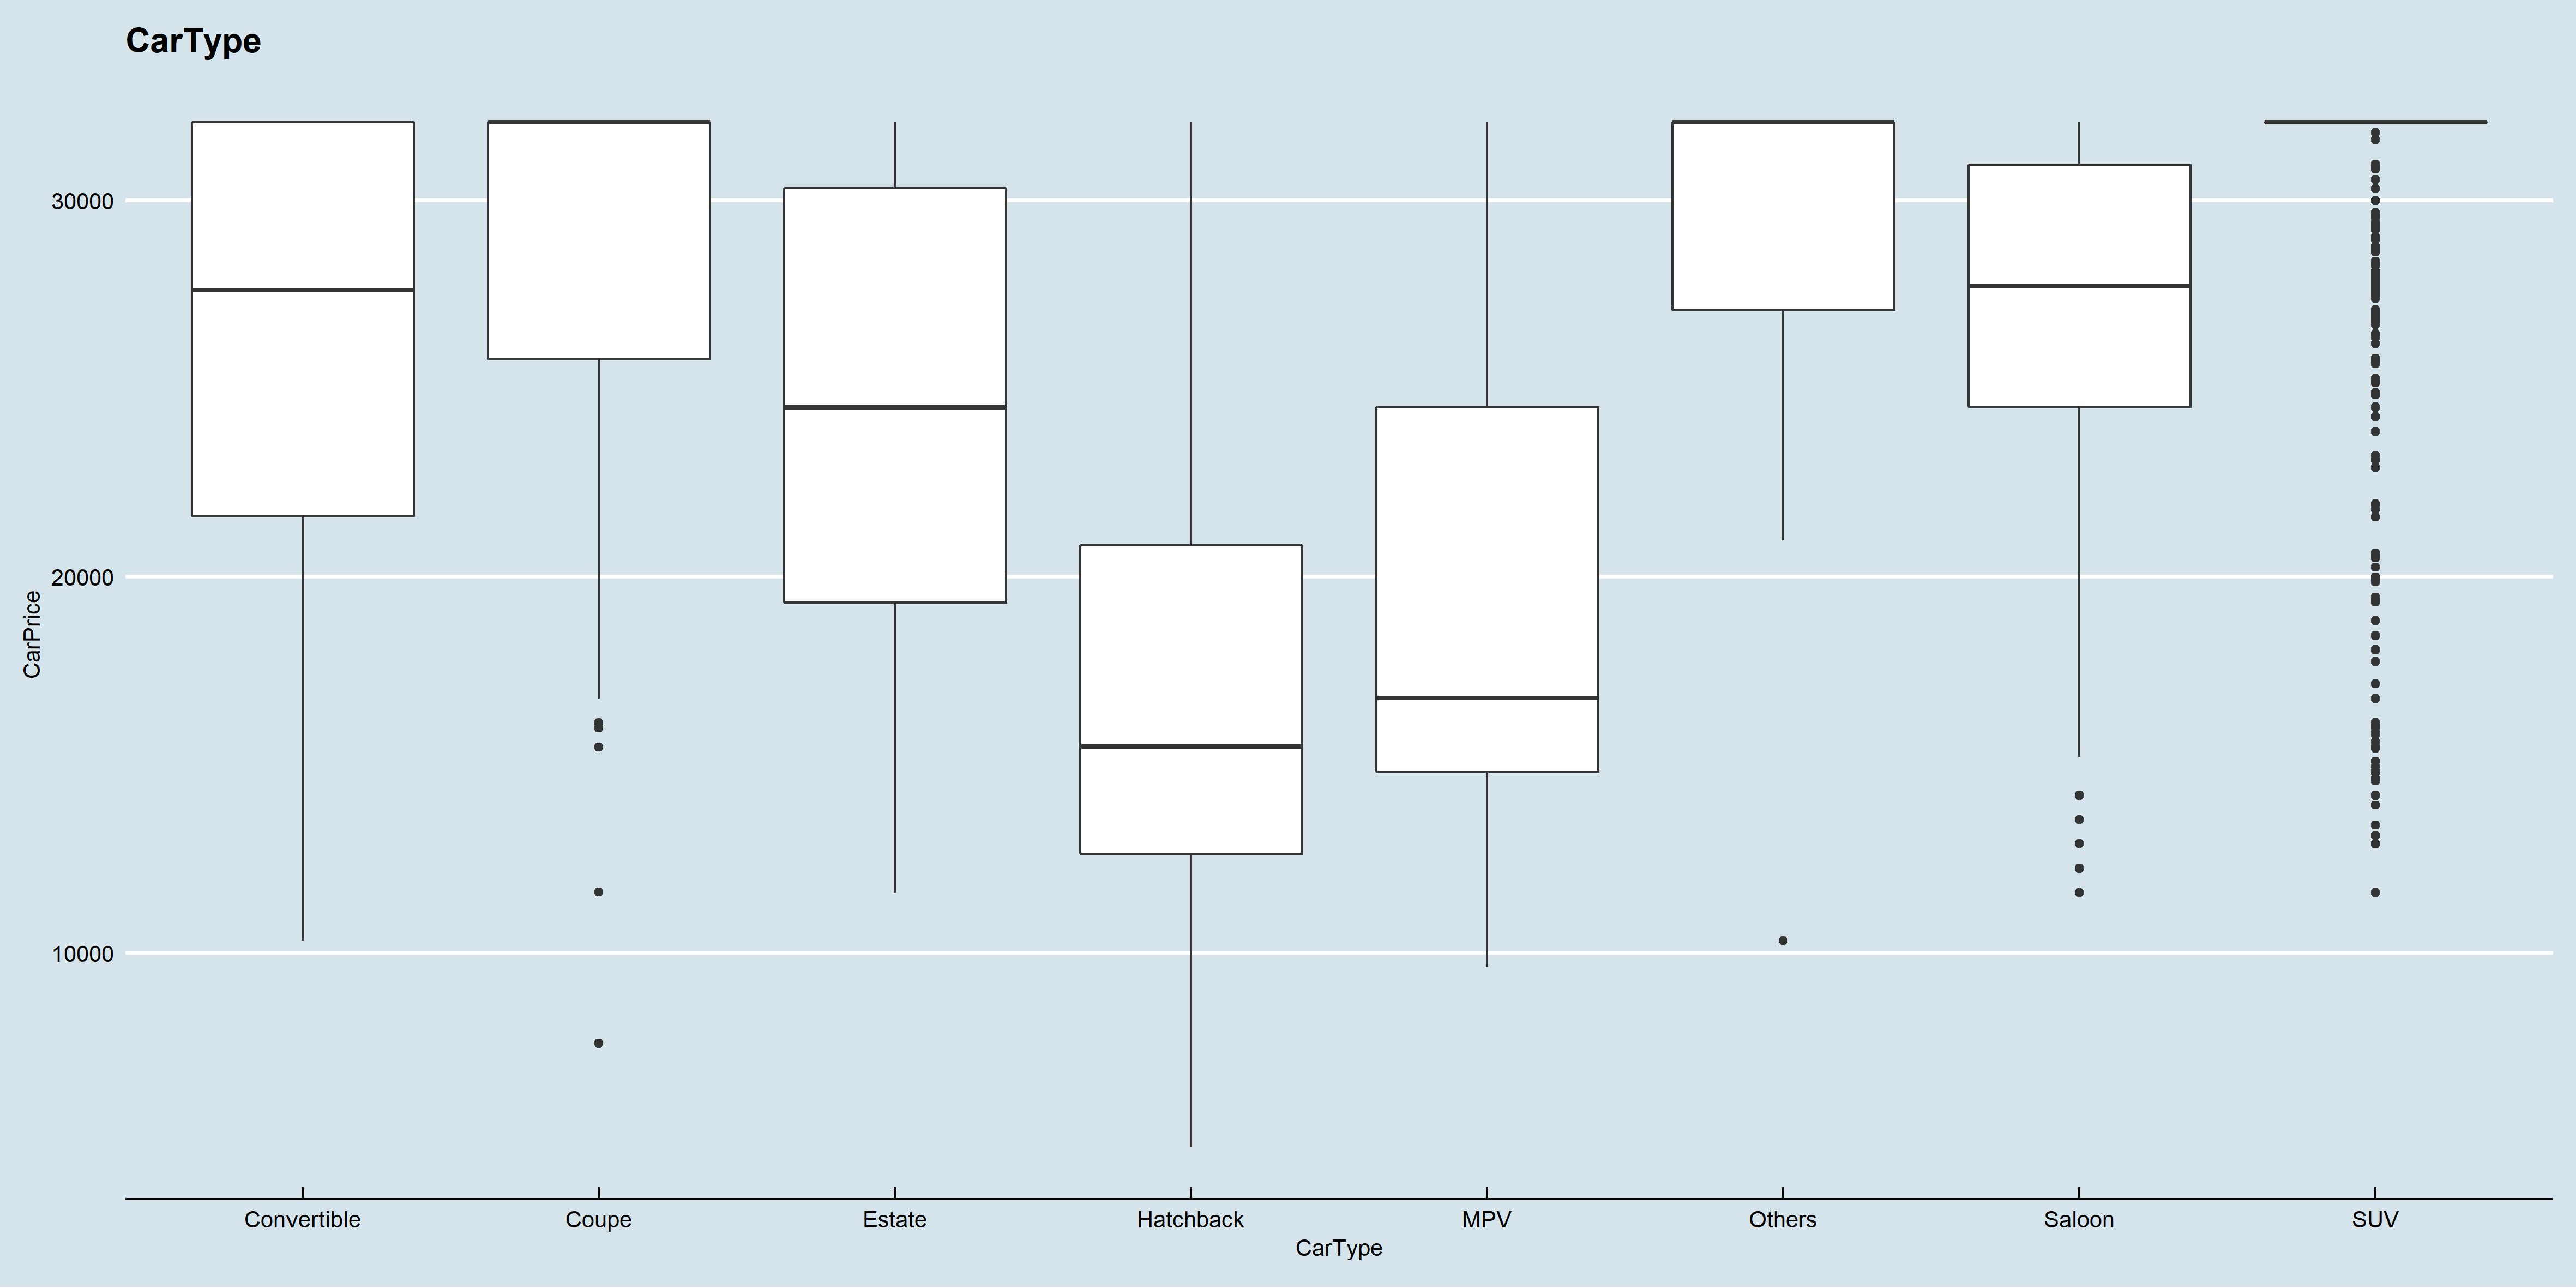 CarType
CarPrice
30000
20000
10000
Convertible Coupe Estate Hatchback MPV Others Saloon SUV
CarType